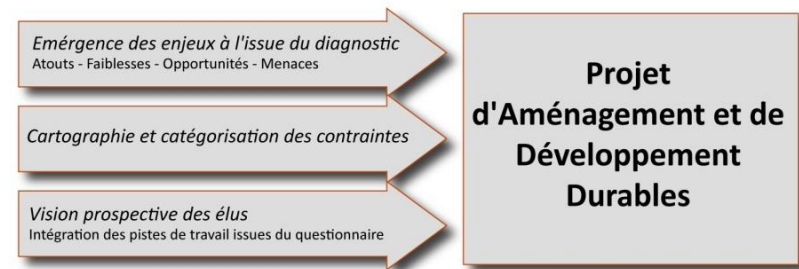 Emérgence des enjeux à l'issue du diagnostic
Atouts - Faiblesses - Opportunités - Menaces
Cartographie et catégorisation des contraintes
Vision prospective des élus
Intégration des pistes de travail issues du questionnaire
Projet
d'Aménagement et de
Développement
Durables